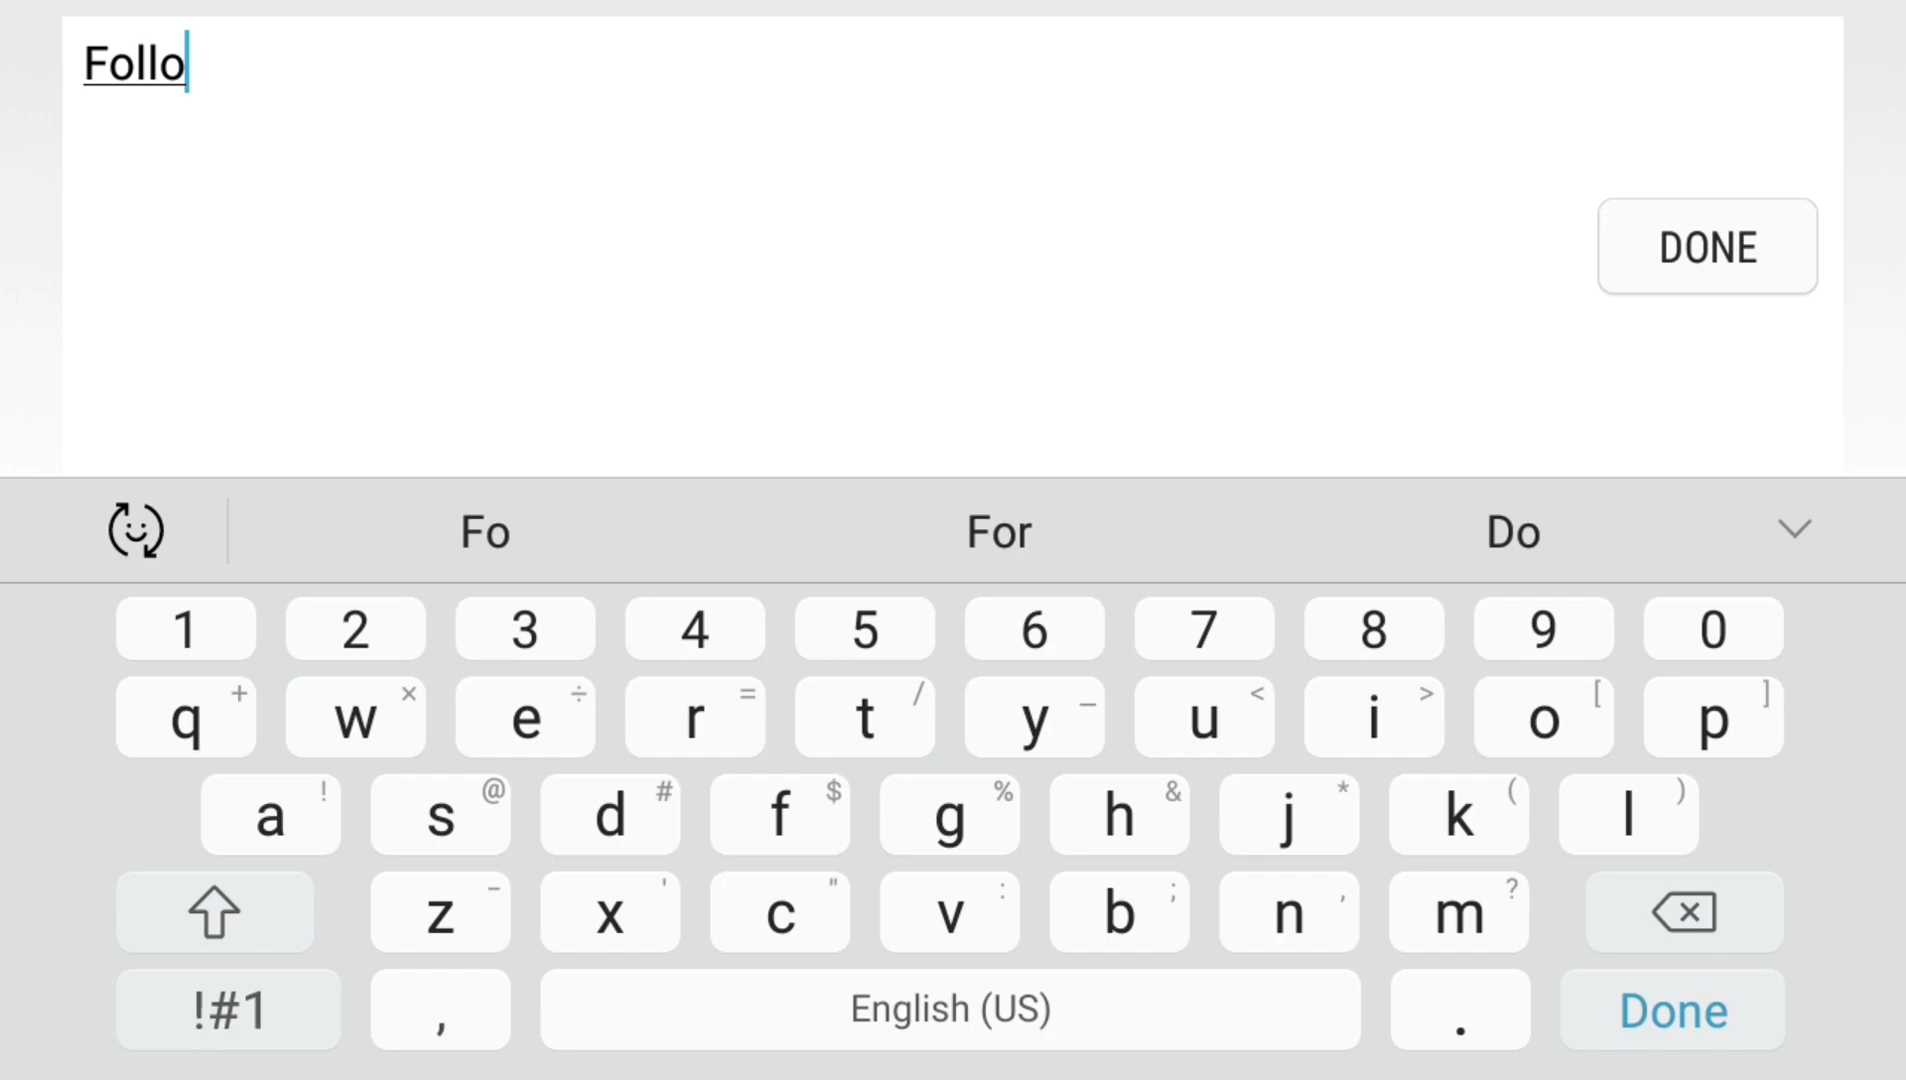 Follo
DONE
Fo For Do
1 2 3 4 5 6 7 8 9 0
q + w × e ÷ r = t / y _ u < i > o [ p ]
a ! s @ d # f $ g % h & j * k ( l )
z - x ' c " v : b ; n , m ?
!#1 , English (US) . Done